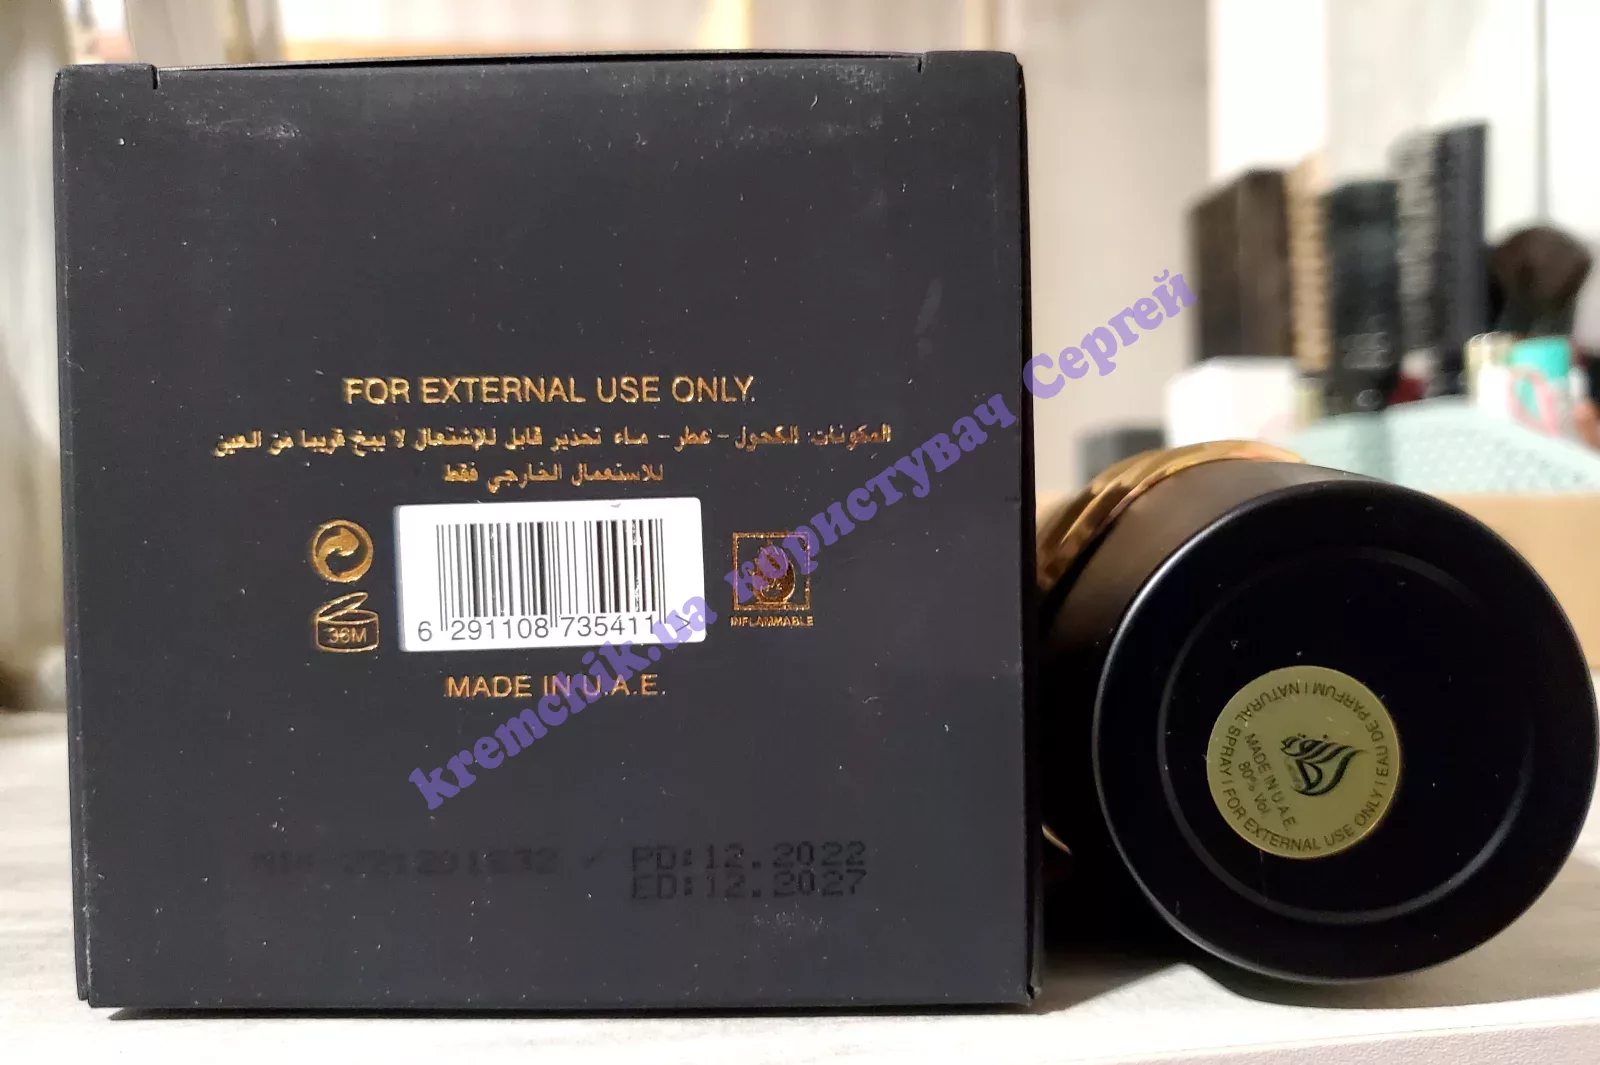 FOR EXTERNAL USE ONLY.
المكونات: الكحول - عطر - ماء تحذير قابل للإشتعال لا يبخ قريبا من العين
للاستعمال الخارجي فقط
36M
6 291108 735411 >
INFLAMMABLE
MADE IN U.A.E.
PD:12.2022
ED:12.2027
kremchik.ua користувач Сергей
EAU DE PARFUM / NATURAL SPRAY / FOR EXTERNAL USE ONLY /
MADE IN U.A.E.
80% Vol.